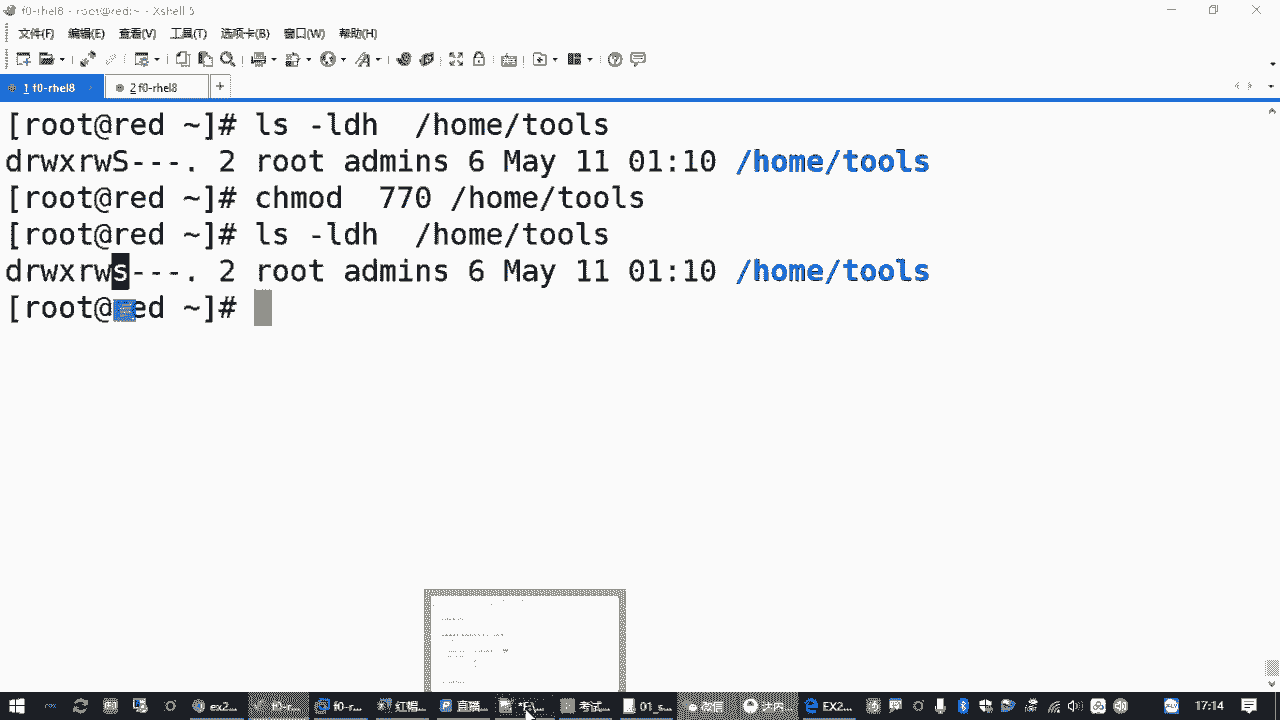 f0-rhel8 - root@red:~ - Xshell 5
文件(F) 编辑(E) 查看(V) 工具(T) 选项卡(B) 窗口(W) 帮助(H)
1 f0-rhel8 2 f0-rhel8 +
[root@red ~]# ls -ldh  /home/tools
drwxrwS---. 2 root admins 6 May 11 01:10 /home/tools
[root@red ~]# chmod  770 /home/tools
[root@red ~]# ls -ldh  /home/tools
drwxrws---. 2 root admins 6 May 11 01:10 /home/tools
[root@red ~]#
ex2... f0-r... f0-r... 红帽... 直播... 考试... 01_s... 微信 EX2... 17:14